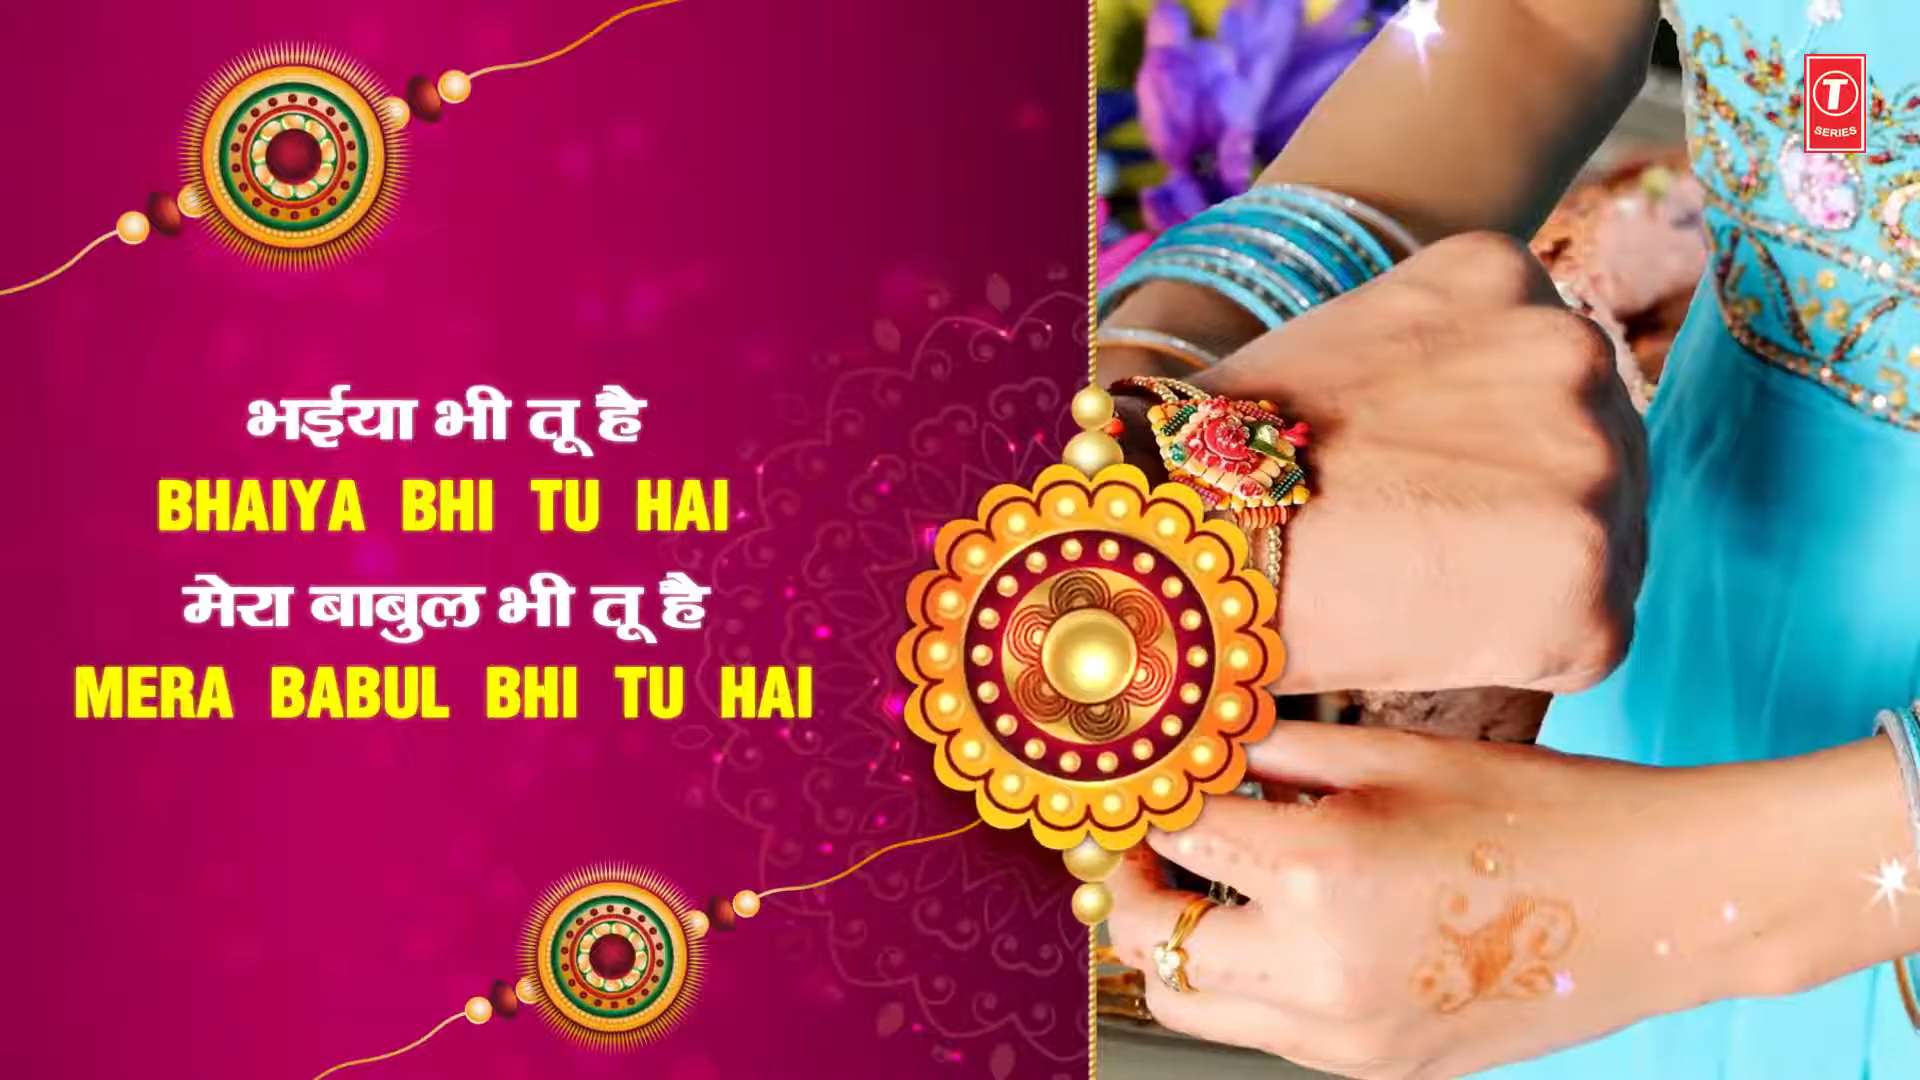 भईया भी तू है
BHAIYA BHI TU HAI
मेरा बाबुल भी तू है
MERA BABUL BHI TU HAI
T
SERIES